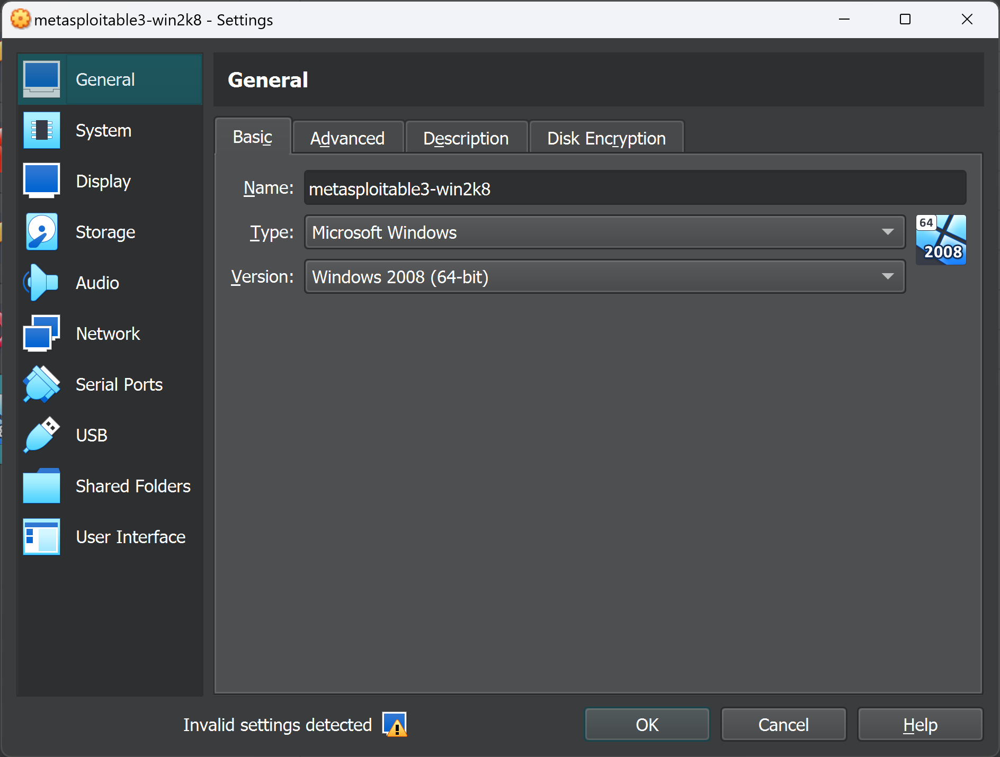 metasploitable3-win2k8 - Settings
General
System
Display
Storage
Audio
Network
Serial Ports
USB
Shared Folders
User Interface
General
Basic
Advanced
Description
Disk Encryption
Name: metasploitable3-win2k8
Type: Microsoft Windows
64
2008
Version: Windows 2008 (64-bit)
Invalid settings detected
OK
Cancel
Help